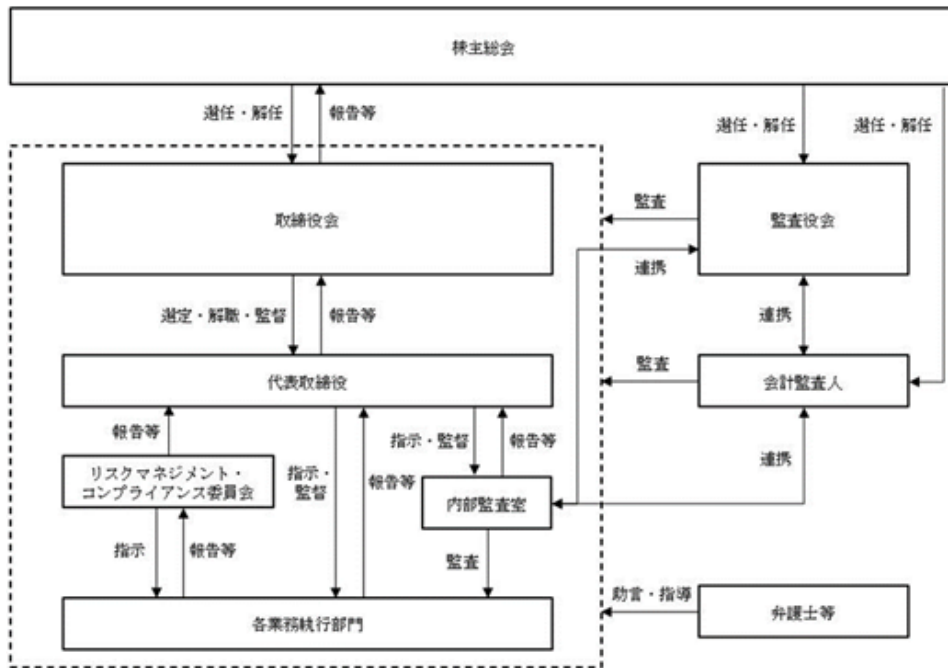 株主総会
選任・解任
報告等
選任・解任
選任・解任
取締役会
監査
監査役会
連携
選定・解職・監督
報告等
連携
代表取締役
監査
会計監査人
報告等
指示・監督
報告等
連携
リスクマネジメント・
コンプライアンス委員会
指示・
監督
報告等
内部監査室
指示
報告等
監査
各業務執行部門
助言・指導
弁護士等